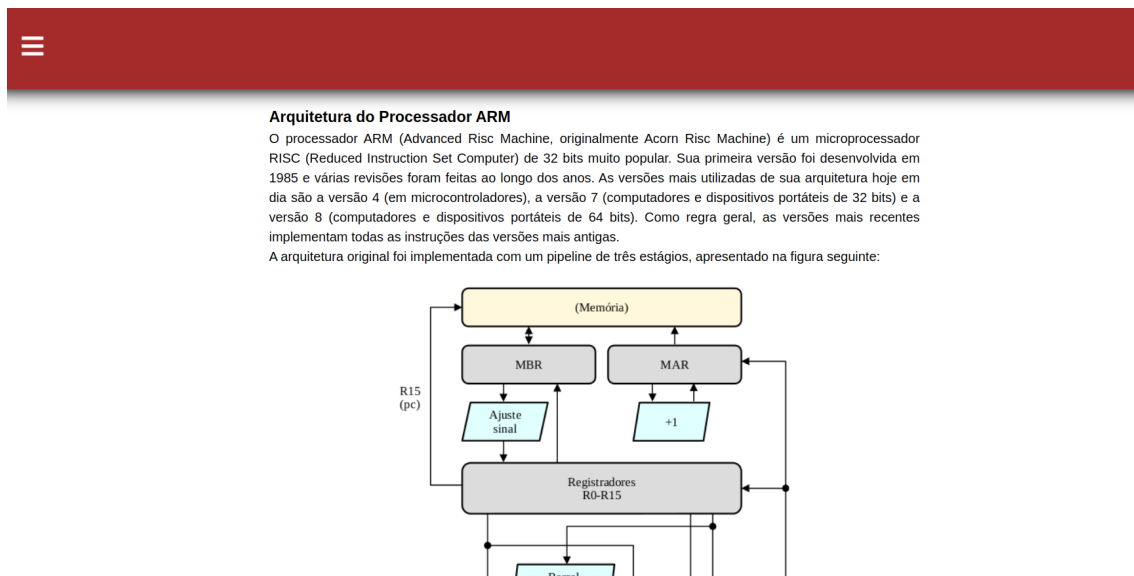 Arquitetura do Processador ARM
O processador ARM (Advanced Risc Machine, originalmente Acorn Risc Machine) é um microprocessador
RISC (Reduced Instruction Set Computer) de 32 bits muito popular. Sua primeira versão foi desenvolvida em
1985 e várias revisões foram feitas ao longo dos anos. As versões mais utilizadas de sua arquitetura hoje em
dia são a versão 4 (em microcontroladores), a versão 7 (computadores e dispositivos portáteis de 32 bits) e a
versão 8 (computadores e dispositivos portáteis de 64 bits). Como regra geral, as versões mais recentes
implementam todas as instruções das versões mais antigas.
A arquitetura original foi implementada com um pipeline de três estágios, apresentado na figura seguinte:
(Memória)
MBR
MAR
R15
(pc)
Ajuste
sinal
+1
Registradores
R0-R15